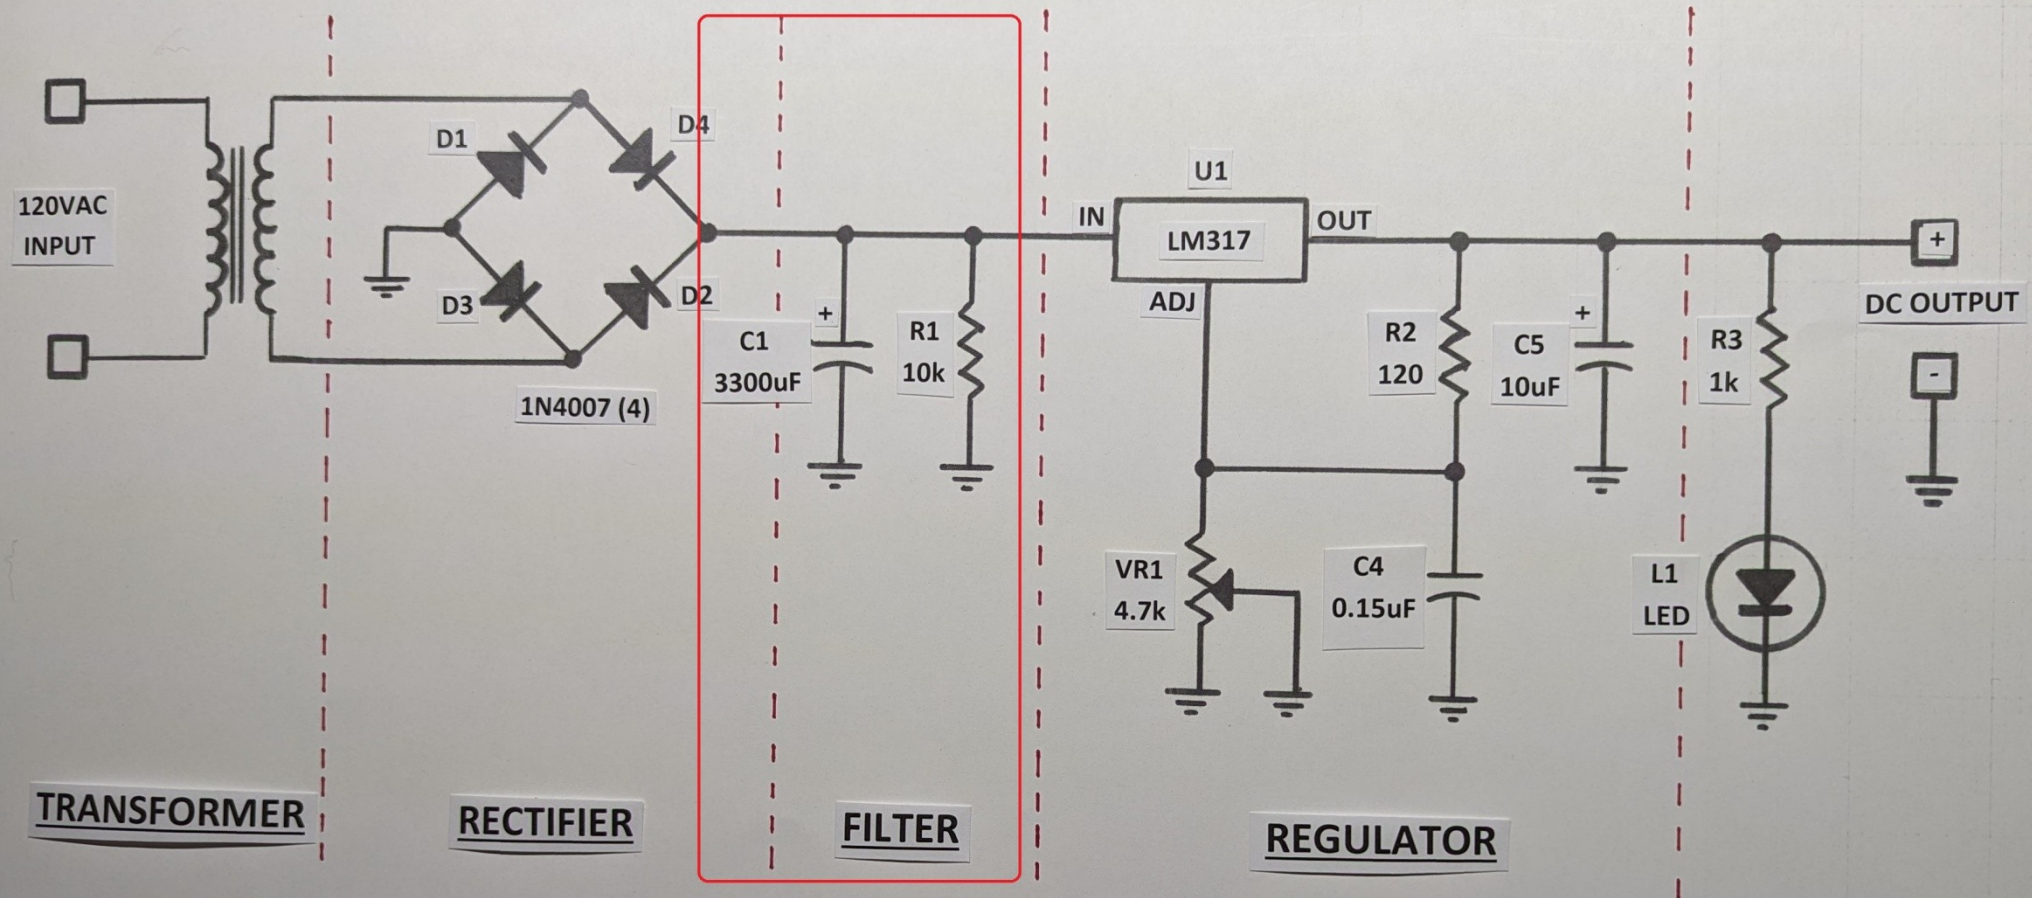 120VAC
INPUT
D1
D4
D3
D2
1N4007 (4)
+
C1
3300uF
R1
10k
U1
IN
LM317
OUT
ADJ
R2
120
+
C5
10uF
R3
1k
+
DC OUTPUT
-
VR1
4.7k
C4
0.15uF
L1
LED
TRANSFORMER
RECTIFIER
FILTER
REGULATOR